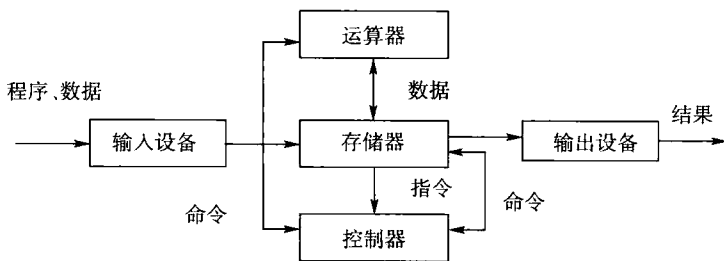 运算器
程序、数据
数据
结果
输入设备
存储器
输出设备
指令
命令
命令
控制器